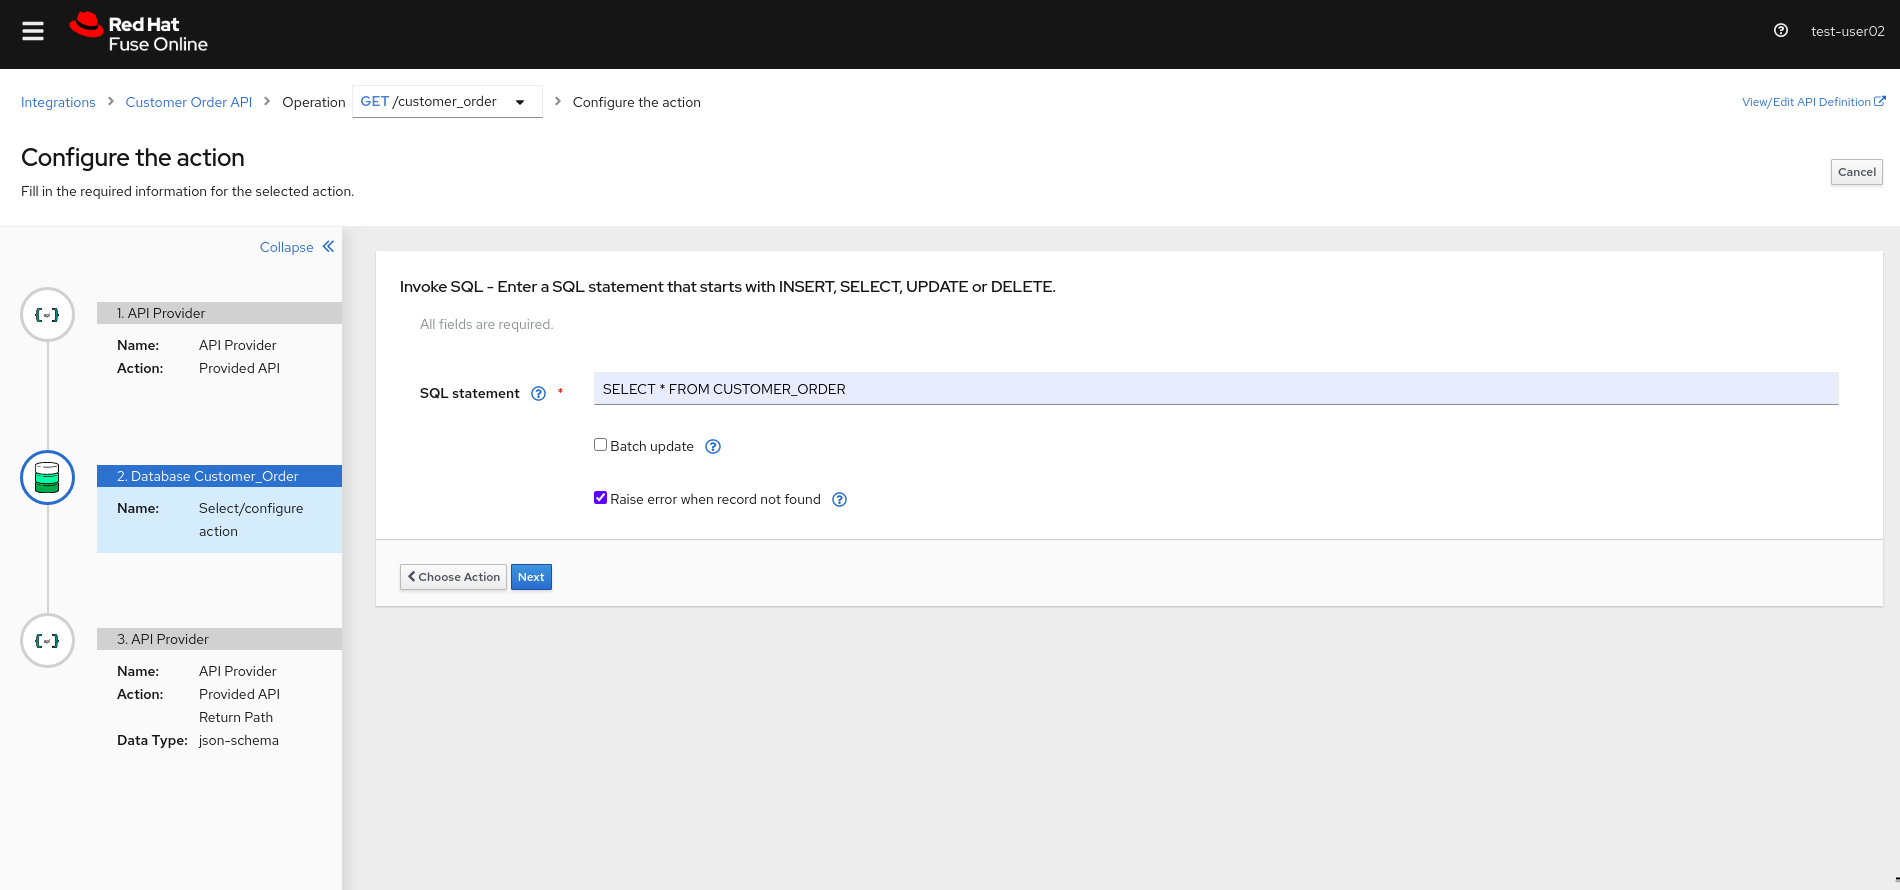 Red Hat
Fuse Online
test-user02
Integrations > Customer Order API > Operation GET /customer_order > Configure the action
View/Edit API Definition
Configure the action
Cancel
Fill in the required information for the selected action.
Collapse
1. API Provider
Name: API Provider
Action: Provided API
2. Database Customer_Order
Name: Select/configure
action
3. API Provider
Name: API Provider
Action: Provided API
Return Path
Data Type: json-schema
Invoke SQL - Enter a SQL statement that starts with INSERT, SELECT, UPDATE or DELETE.
All fields are required.
SQL statement * SELECT * FROM CUSTOMER_ORDER
Batch update
Raise error when record not found
Choose Action Next